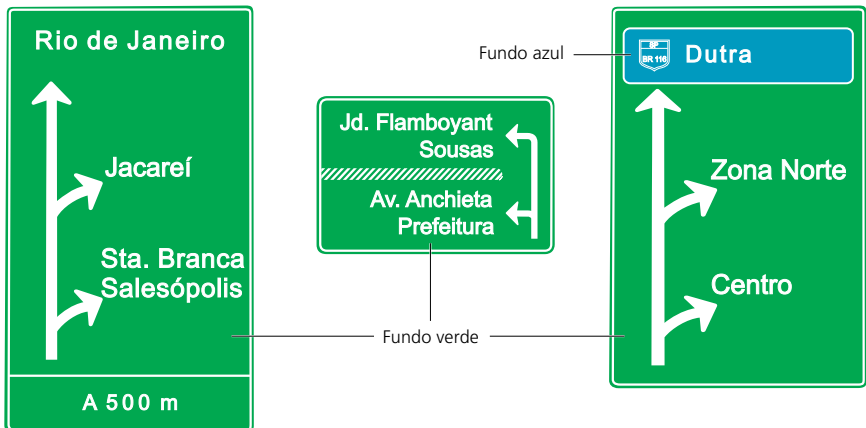 Rio de Janeiro
Jacareí
Sta. Branca
Salesópolis
A 500 m
Jd. Flamboyant
Sousas
Av. Anchieta
Prefeitura
Fundo verde
Fundo azul
SP
BR 116
Dutra
Zona Norte
Centro